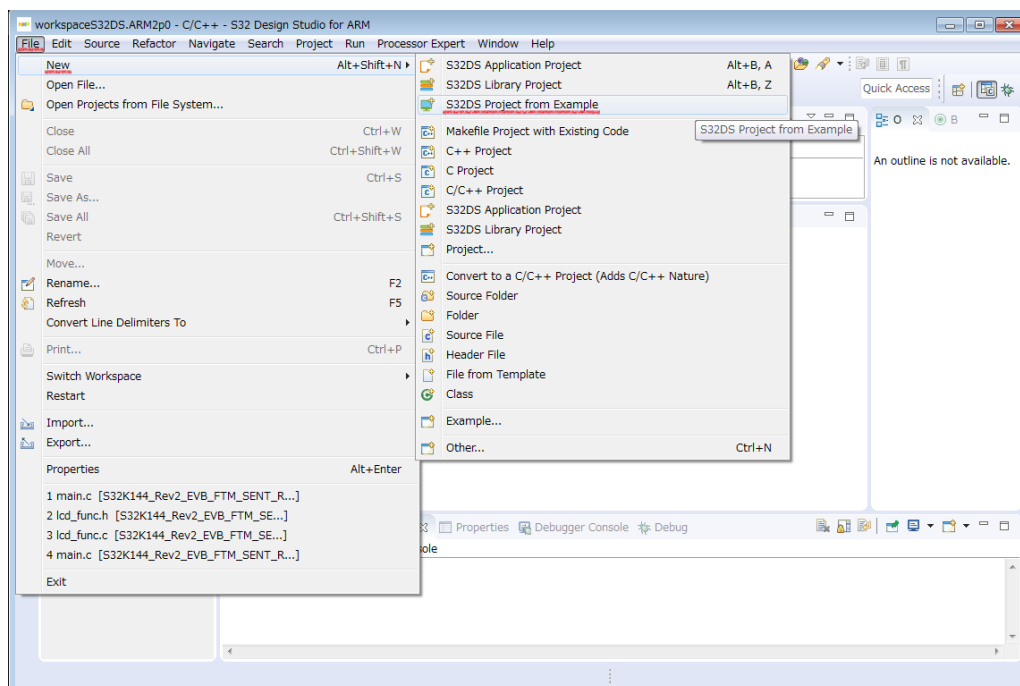 workspaceS32DS.ARM2p0 - C/C++ - S32 Design Studio for ARM
File Edit Source Refactor Navigate Search Project Run Processor Expert Window Help
New Alt+Shift+N
Open File...
Open Projects from File System...
Close Ctrl+W
Close All Ctrl+Shift+W
Save Ctrl+S
Save As...
Save All Ctrl+Shift+S
Revert
Move...
Rename... F2
Refresh F5
Convert Line Delimiters To
Print... Ctrl+P
Switch Workspace
Restart
Import...
Export...
Properties Alt+Enter
1 main.c [S32K144_Rev2_EVB_FTM_SENT_R...]
2 lcd_func.h [S32K144_Rev2_EVB_FTM_SE...]
3 lcd_func.c [S32K144_Rev2_EVB_FTM_SE...]
4 main.c [S32K144_Rev2_EVB_FTM_SENT_R...]
Exit
S32DS Application Project Alt+B, A
S32DS Library Project Alt+B, Z
S32DS Project from Example
Makefile Project with Existing Code
C++ Project
C Project
C/C++ Project
S32DS Application Project
S32DS Library Project
Project...
Convert to a C/C++ Project (Adds C/C++ Nature)
Source Folder
Folder
Source File
Header File
File from Template
Class
Example...
Other... Ctrl+N
S32DS Project from Example
Quick Access
O B
An outline is not available.
Properties Debugger Console Debug
ole